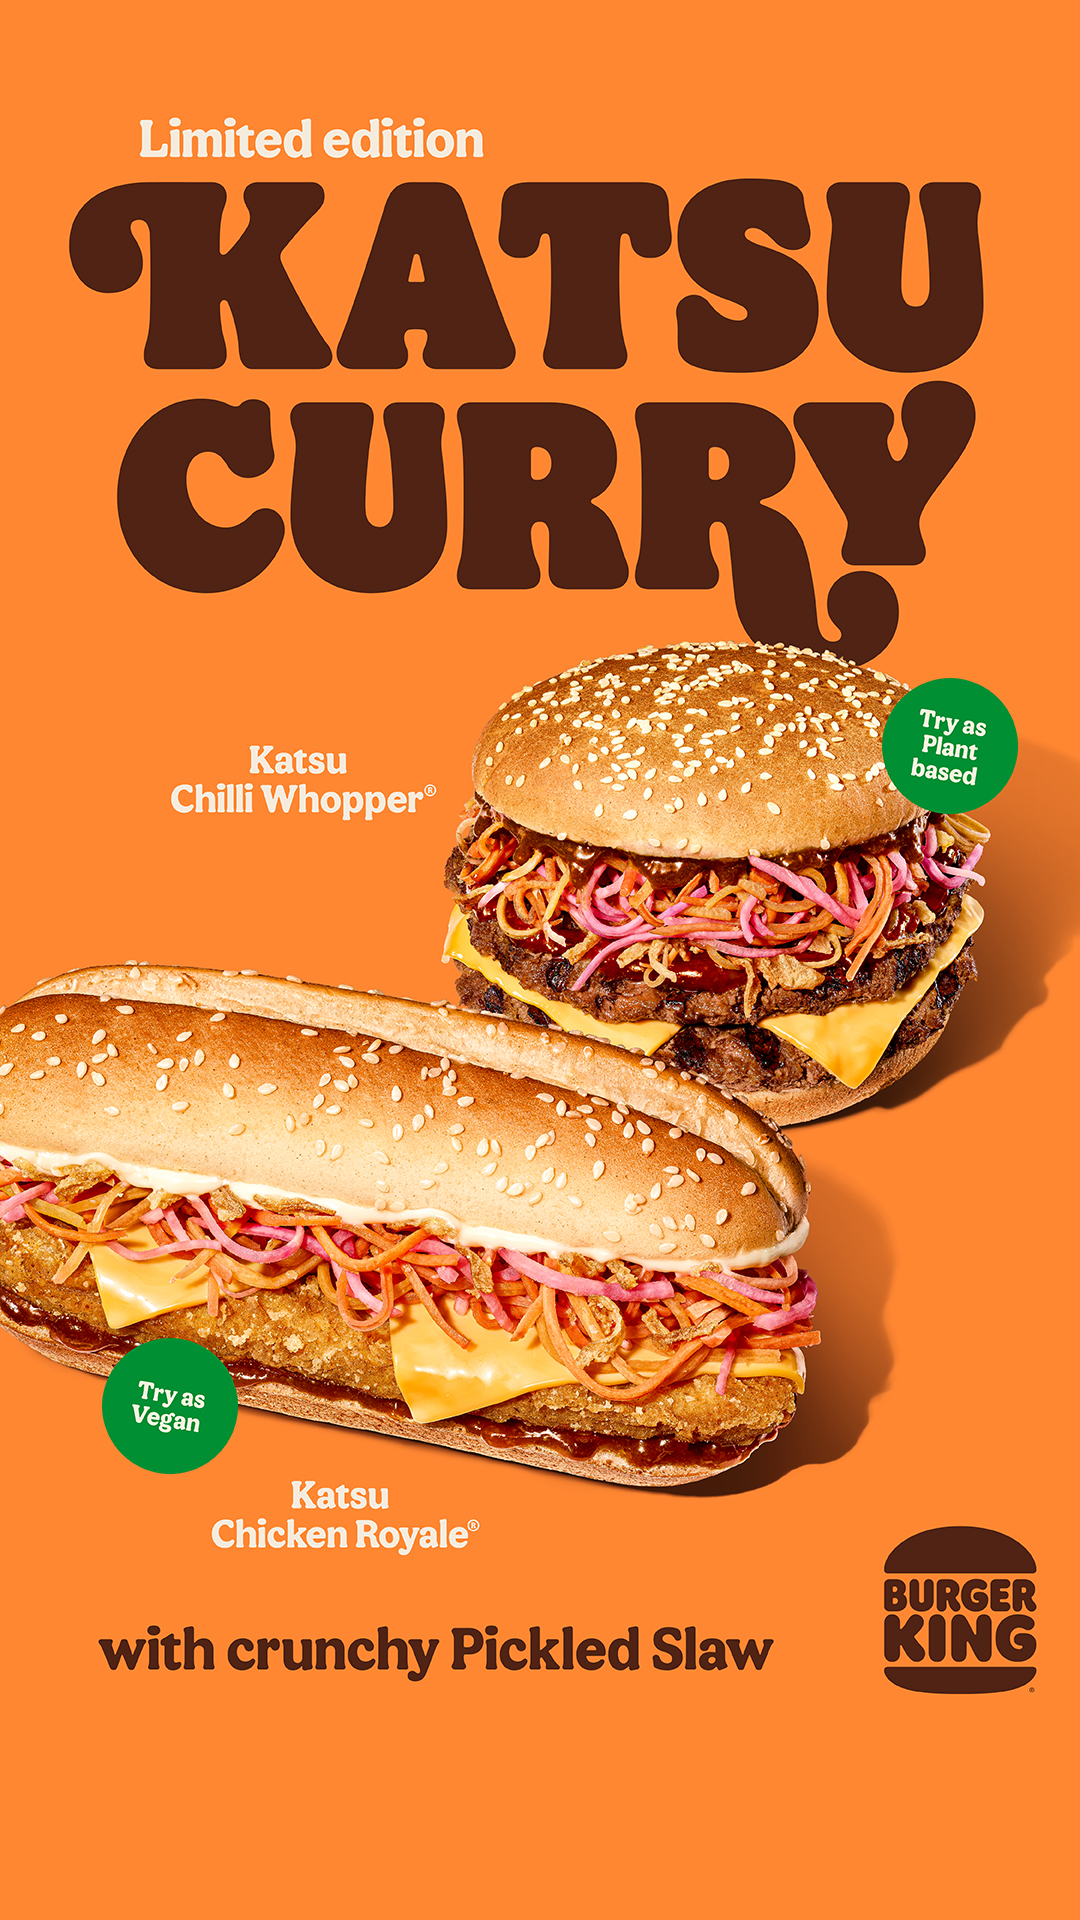 Limited edition
KATSU
CURRY
Try as
Plant
based
Katsu
Chilli Whopper®
Try as
Vegan
Katsu
Chicken Royale®
with crunchy Pickled Slaw
BURGER
KING®